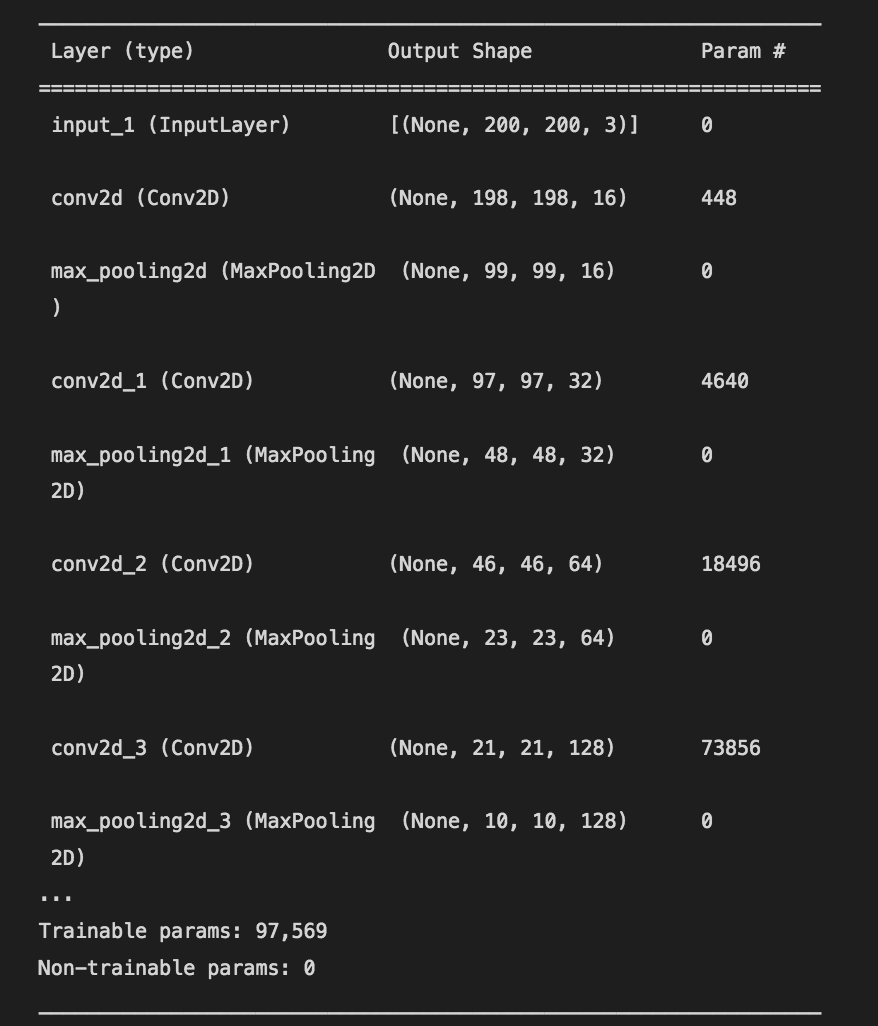 Layer (type) Output Shape Param #
=================================================================
input_1 (InputLayer) [(None, 200, 200, 3)] 0
conv2d (Conv2D) (None, 198, 198, 16) 448
max_pooling2d (MaxPooling2D (None, 99, 99, 16) 0
)
conv2d_1 (Conv2D) (None, 97, 97, 32) 4640
max_pooling2d_1 (MaxPooling (None, 48, 48, 32) 0
2D)
conv2d_2 (Conv2D) (None, 46, 46, 64) 18496
max_pooling2d_2 (MaxPooling (None, 23, 23, 64) 0
2D)
conv2d_3 (Conv2D) (None, 21, 21, 128) 73856
max_pooling2d_3 (MaxPooling (None, 10, 10, 128) 0
2D)
...
Trainable params: 97,569
Non-trainable params: 0